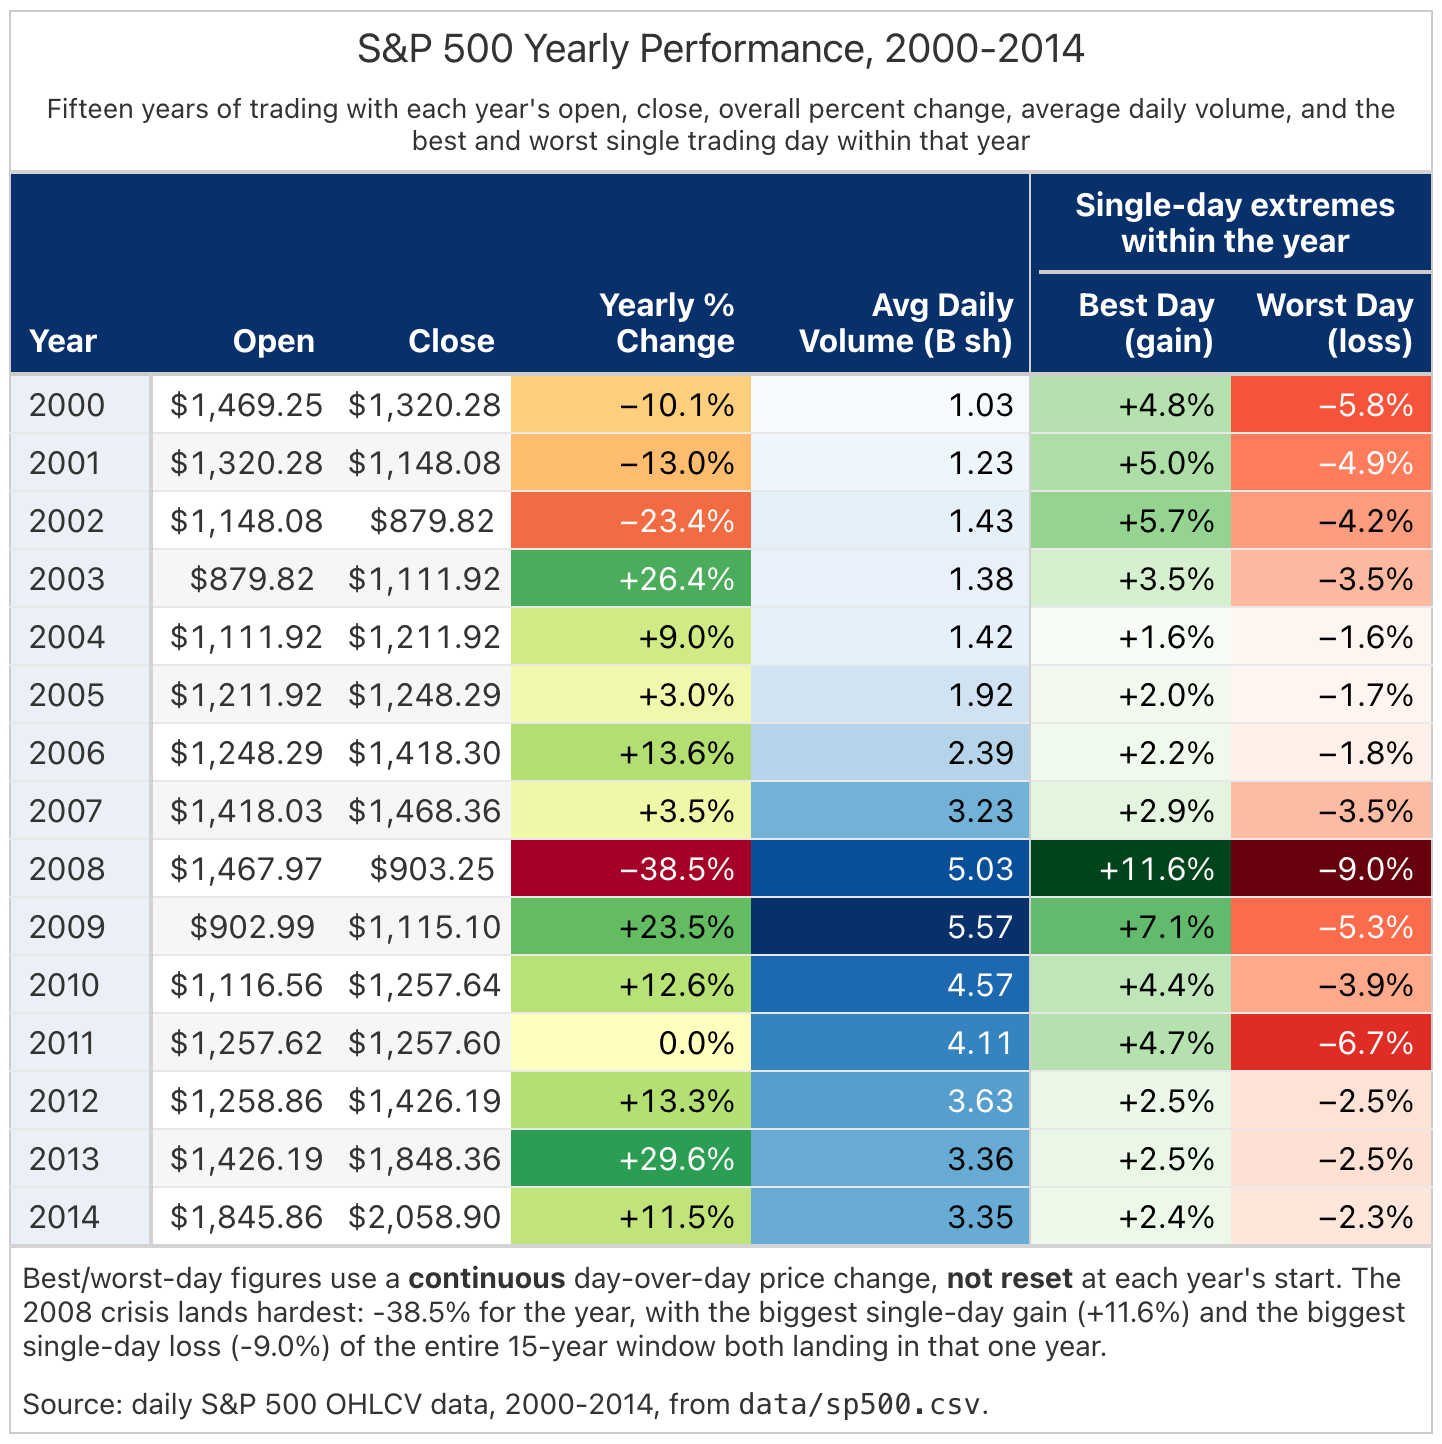 S&P 500 Yearly Performance, 2000-2014
Fifteen years of trading with each year's open, close, overall percent change, average daily volume, and the
best and worst single trading day within that year
Single-day extremes
within the year
Year Open Close Yearly % Change Avg Daily Volume (B sh) Best Day (gain) Worst Day (loss)
2000 $1,469.25 $1,320.28 −10.1% 1.03 +4.8% −5.8%
2001 $1,320.28 $1,148.08 −13.0% 1.23 +5.0% −4.9%
2002 $1,148.08 $879.82 −23.4% 1.43 +5.7% −4.2%
2003 $879.82 $1,111.92 +26.4% 1.38 +3.5% −3.5%
2004 $1,111.92 $1,211.92 +9.0% 1.42 +1.6% −1.6%
2005 $1,211.92 $1,248.29 +3.0% 1.92 +2.0% −1.7%
2006 $1,248.29 $1,418.30 +13.6% 2.39 +2.2% −1.8%
2007 $1,418.03 $1,468.36 +3.5% 3.23 +2.9% −3.5%
2008 $1,467.97 $903.25 −38.5% 5.03 +11.6% −9.0%
2009 $902.99 $1,115.10 +23.5% 5.57 +7.1% −5.3%
2010 $1,116.56 $1,257.64 +12.6% 4.57 +4.4% −3.9%
2011 $1,257.62 $1,257.60 0.0% 4.11 +4.7% −6.7%
2012 $1,258.86 $1,426.19 +13.3% 3.63 +2.5% −2.5%
2013 $1,426.19 $1,848.36 +29.6% 3.36 +2.5% −2.5%
2014 $1,845.86 $2,058.90 +11.5% 3.35 +2.4% −2.3%
Best/worst-day figures use a continuous day-over-day price change, not reset at each year's start. The
2008 crisis lands hardest: -38.5% for the year, with the biggest single-day gain (+11.6%) and the biggest
single-day loss (-9.0%) of the entire 15-year window both landing in that one year.
Source: daily S&P 500 OHLCV data, 2000-2014, from data/sp500.csv.